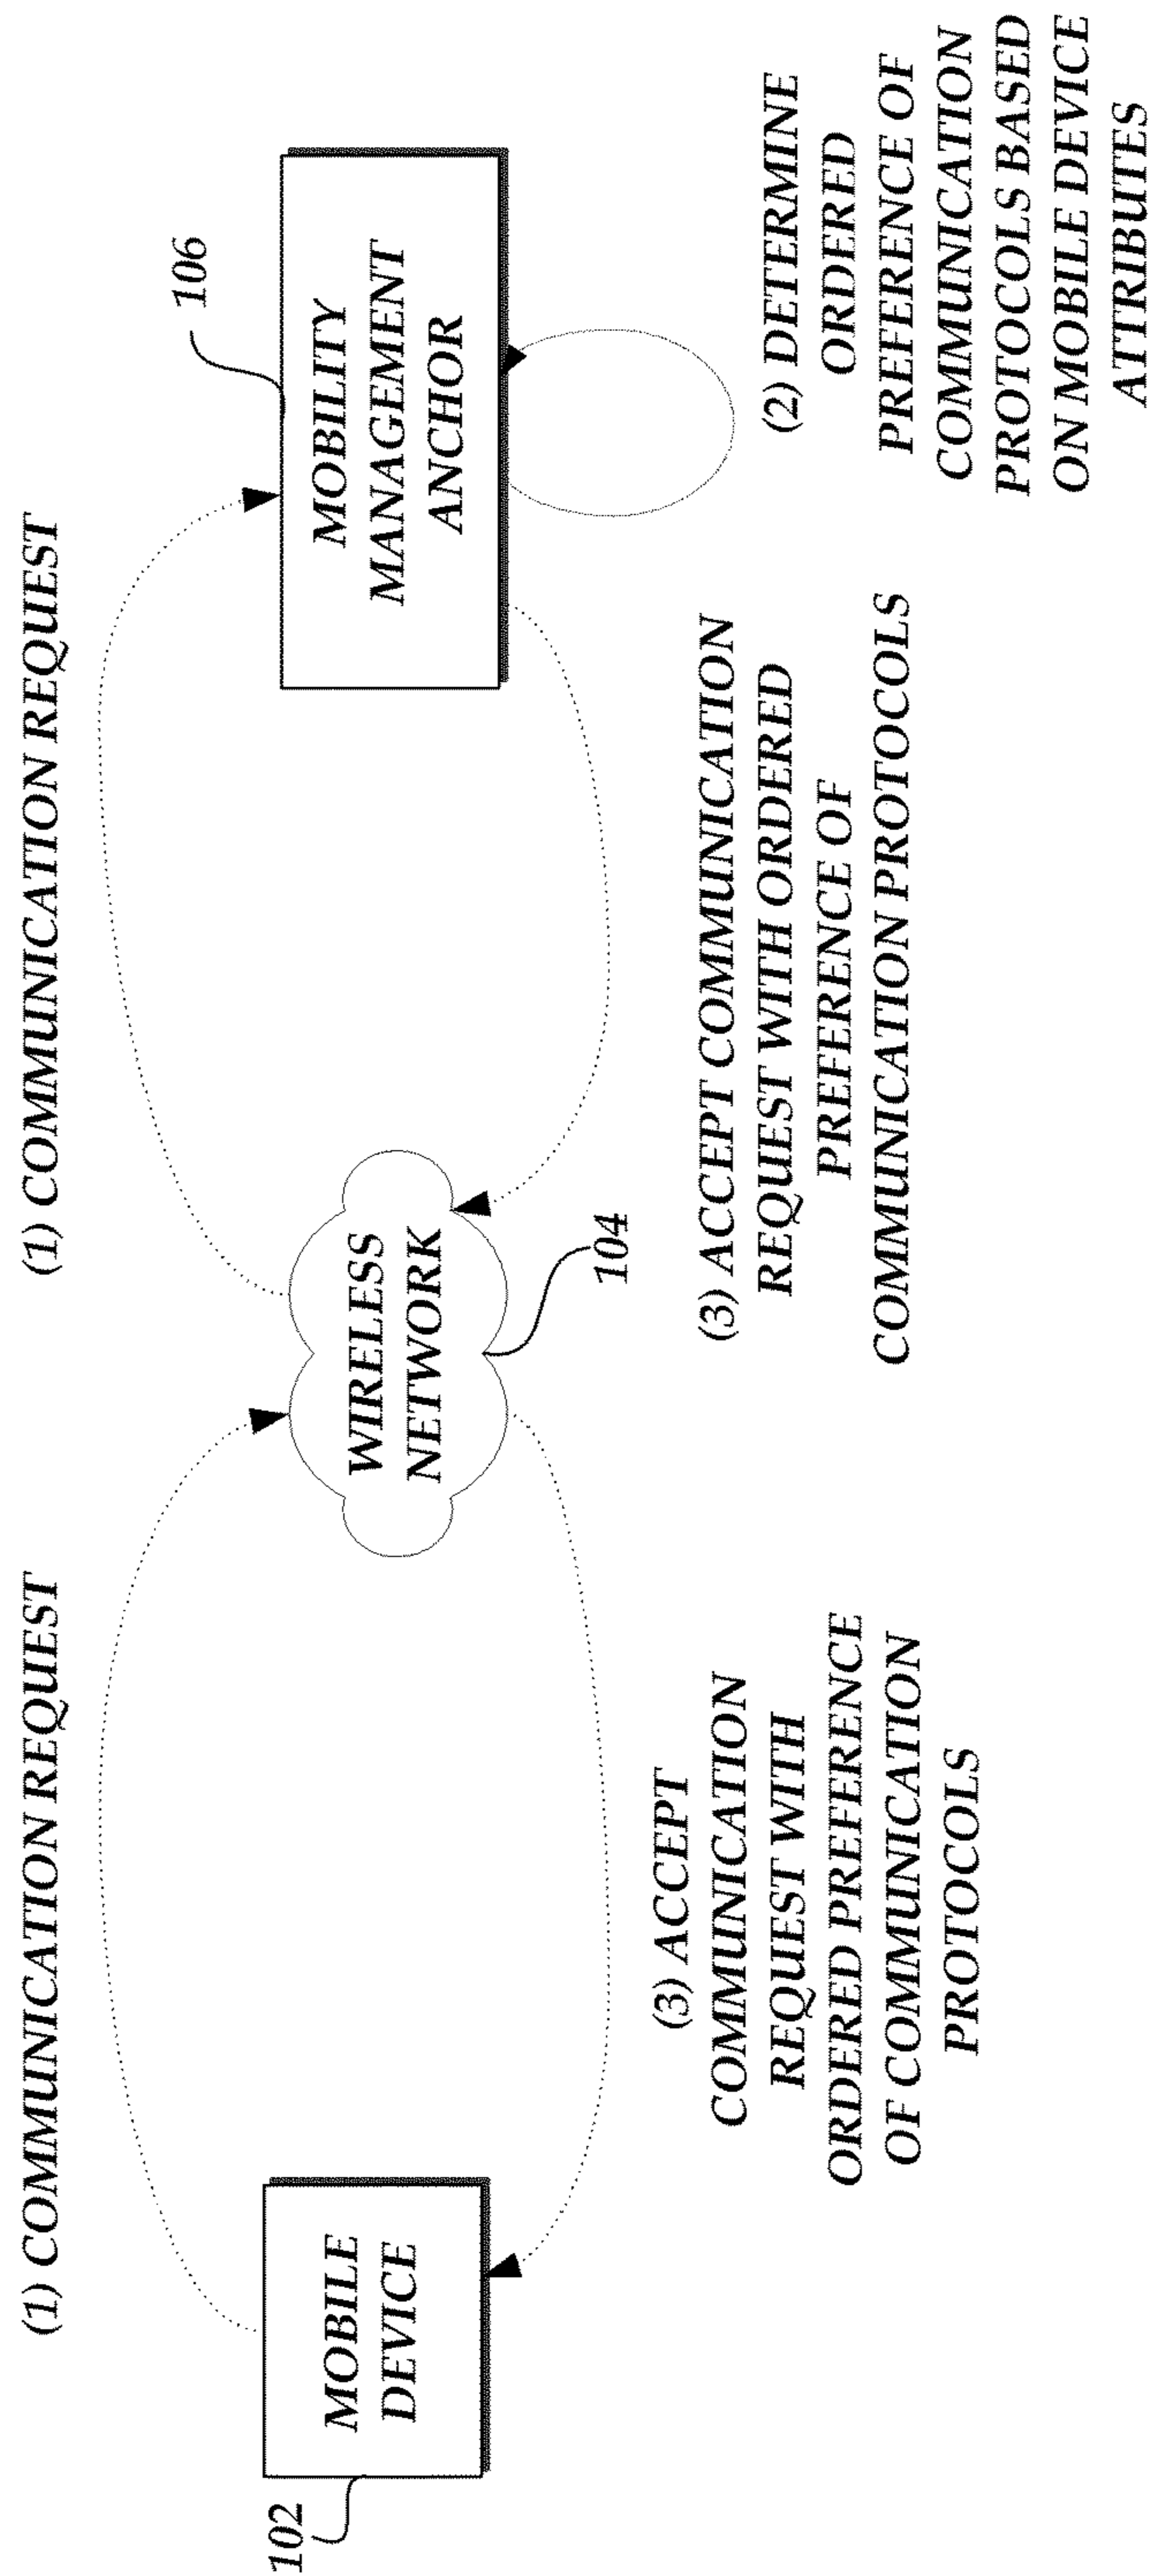 (1) COMMUNICATION REQUEST
(1) COMMUNICATION REQUEST
106
102
MOBILE
DEVICE
WIRELESS
NETWORK
104
MOBILITY
MANAGEMENT
ANCHOR
(3) ACCEPT
COMMUNICATION
REQUEST WITH
ORDERED PREFERENCE
OF COMMUNICATION
PROTOCOLS
(3) ACCEPT COMMUNICATION
REQUEST WITH ORDERED
PREFERENCE OF
COMMUNICATION PROTOCOLS
(2) DETERMINE
ORDERED
PREFERENCE OF
COMMUNICATION
PROTOCOLS BASED
ON MOBILE DEVICE
ATTRIBUTES